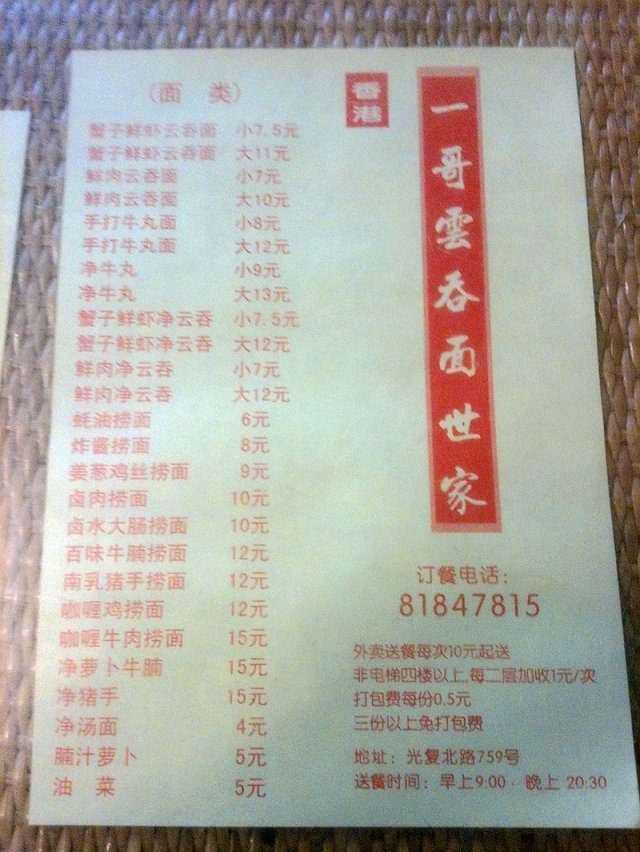 （面 类）
蟹子鲜虾云吞面 小7.5元
蟹子鲜虾云吞面 大11元
鲜肉云吞面 小7元
鲜肉云吞面 大10元
手打牛丸面 小8元
手打牛丸面 大12元
净牛丸 小9元
净牛丸 大13元
蟹子鲜虾净云吞 小7.5元
蟹子鲜虾净云吞 大12元
鲜肉净云吞 小7元
鲜肉净云吞 大12元
蚝油捞面 6元
炸酱捞面 8元
姜葱鸡丝捞面 9元
卤肉捞面 10元
卤水大肠捞面 10元
百味牛腩捞面 12元
南乳猪手捞面 12元
咖喱鸡捞面 12元
咖喱牛肉捞面 15元
净萝卜牛腩 15元
净猪手 15元
净汤面 4元
腩汁萝卜 5元
油 菜 5元
香港
一哥雲吞面世家
订餐电话：
81847815
外卖送餐每次10元起送
非电梯四楼以上,每二层加收1元/次
打包费每份0.5元
三份以上免打包费
地址：光复北路759号
送餐时间：早上9:00 - 晚上 20:30